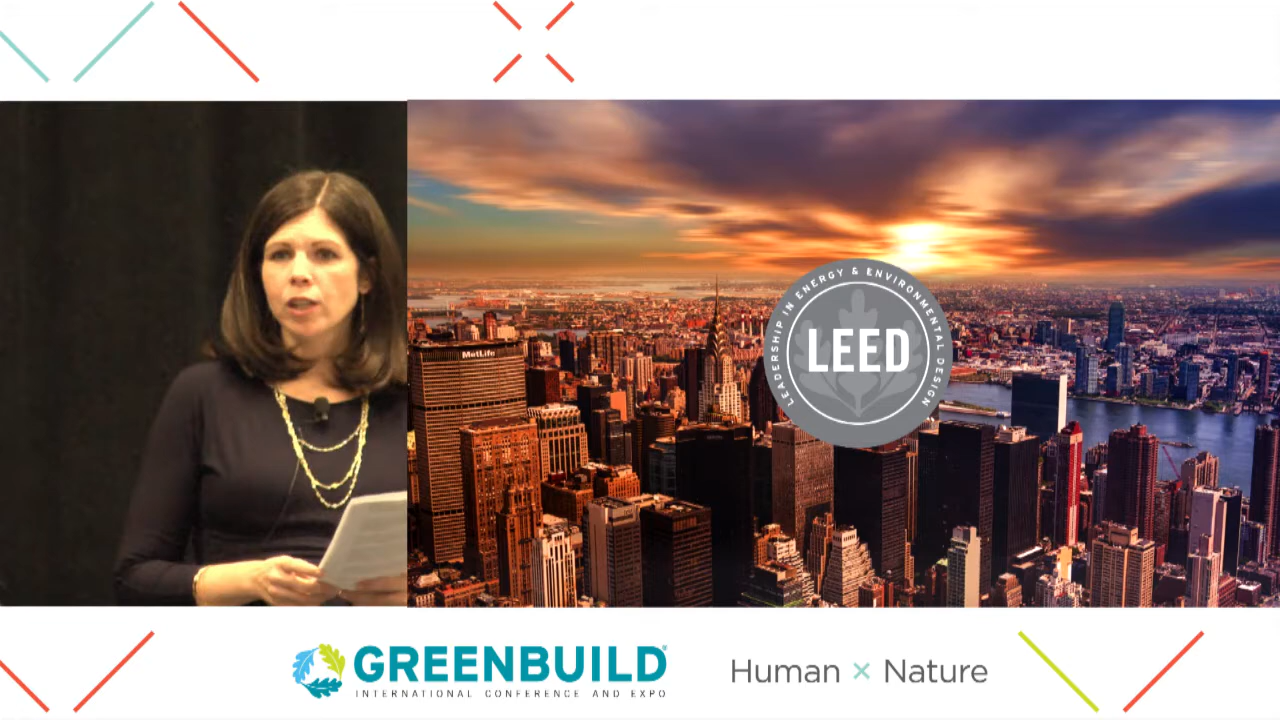 MetLife
LEADERSHIP IN ENERGY & ENVIRONMENTAL DESIGN
LEED
GREENBUILD®
INTERNATIONAL CONFERENCE AND EXPO
Human × Nature